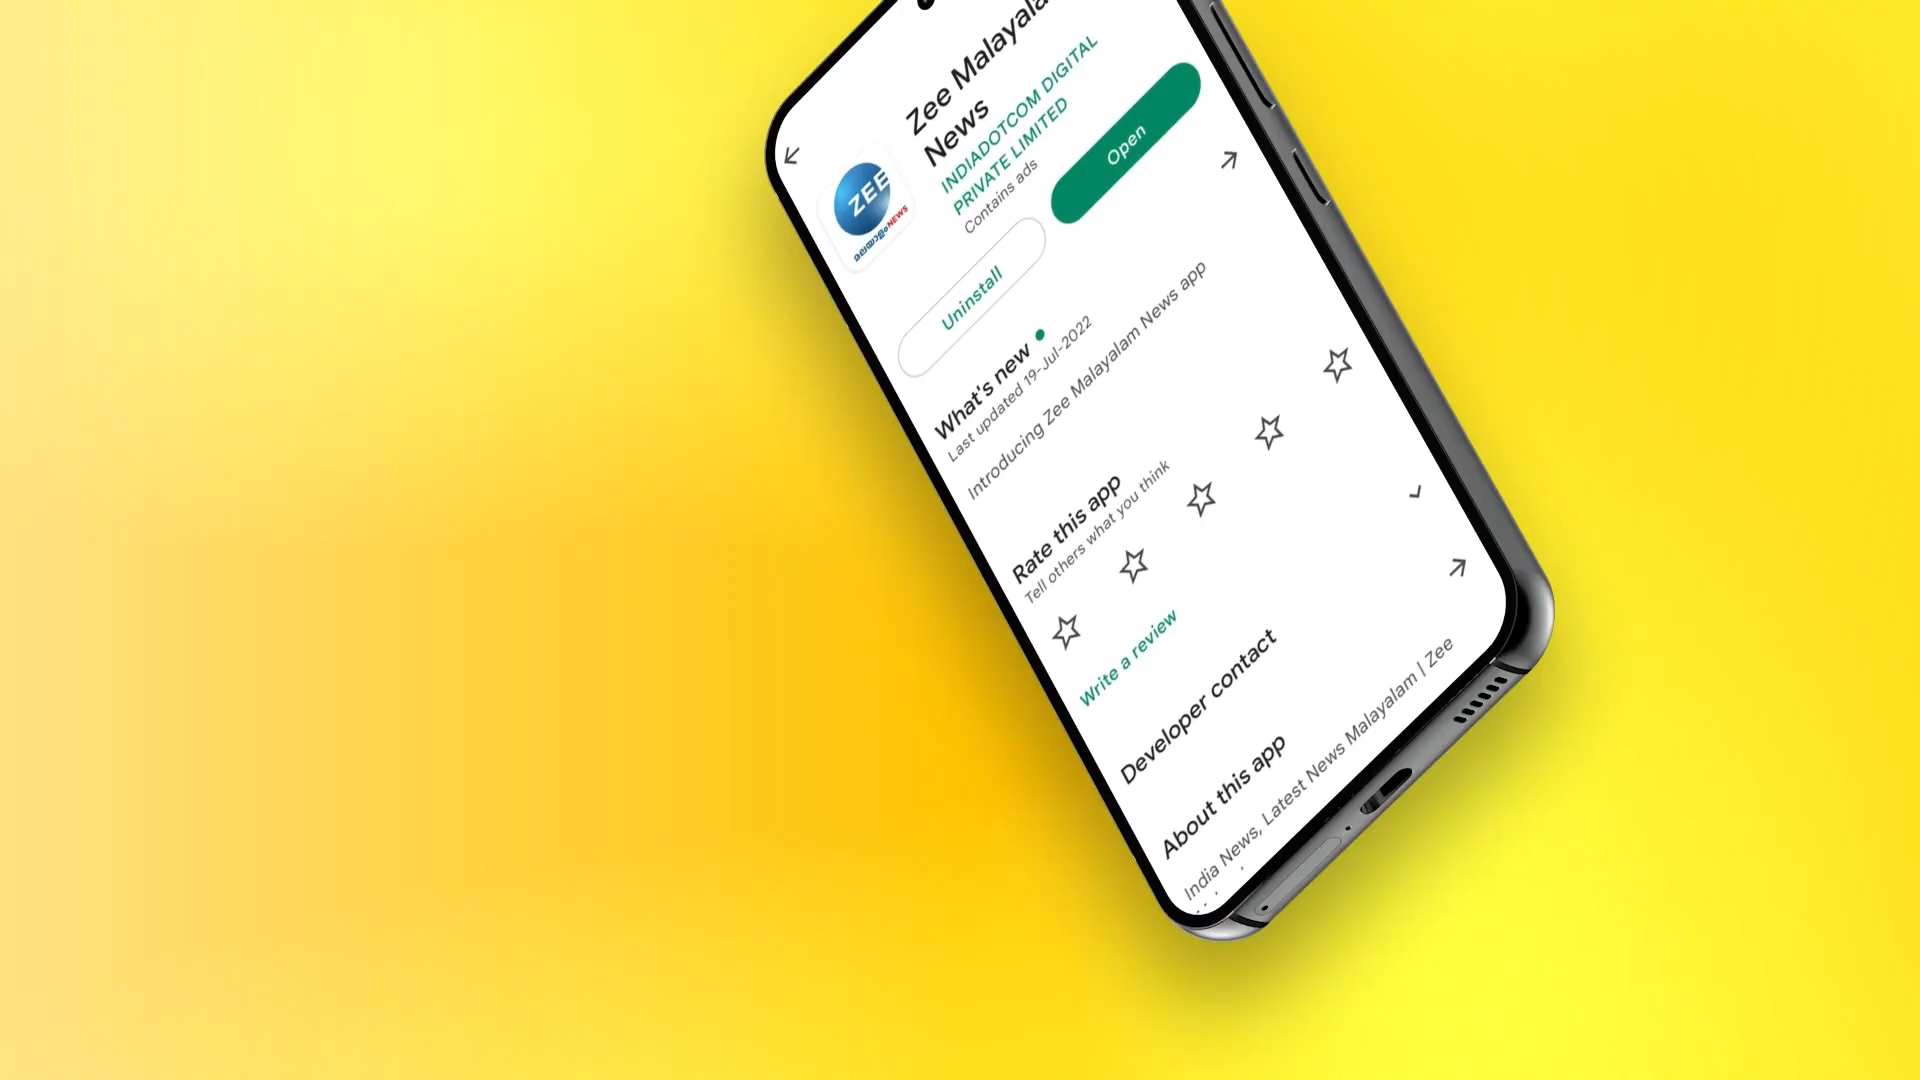 Zee Malayala
News
INDIADOTCOM DIGITAL
PRIVATE LIMITED
Contains ads
ZEE
മലയാളംNEWS
Uninstall
Open
What's new
Last updated 19-Jul-2022
Introducing Zee Malayalam News app
Rate this app
Tell others what you think
Write a review
Developer contact
About this app
India News, Latest News Malayalam | Zee